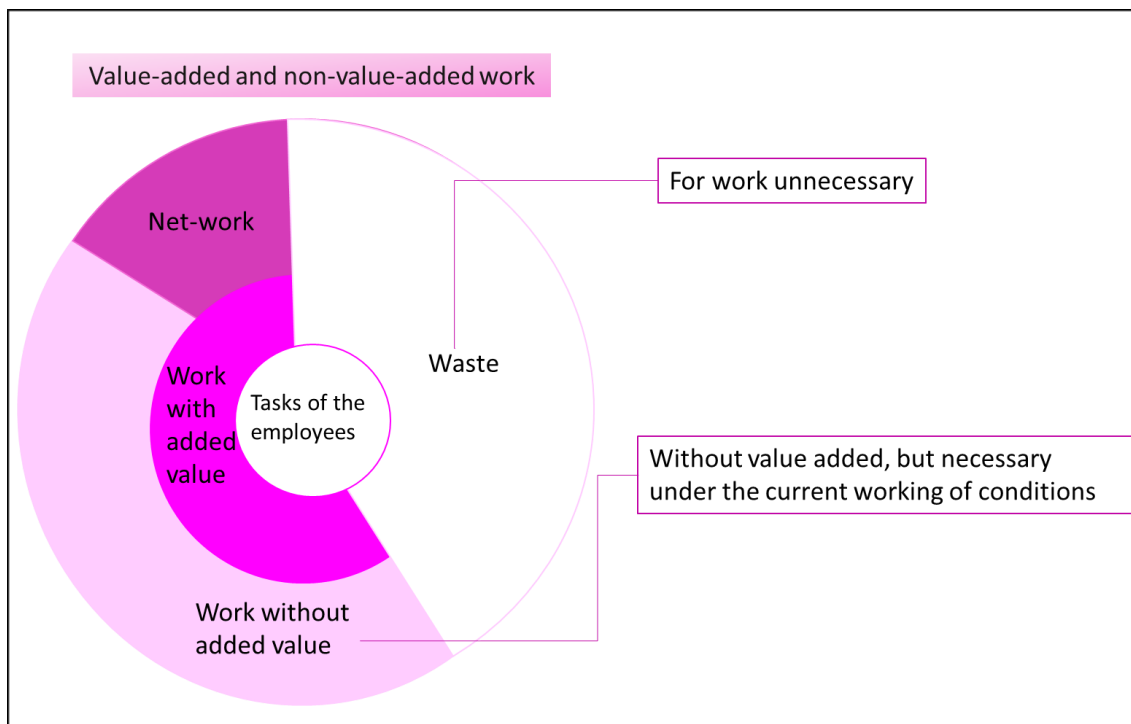 Value-added and non-value-added work
For work unnecessary
Net-work
Waste
Work
with
added
value
Tasks of the
employees
Without value added, but necessary
under the current working of conditions
Work without
added value